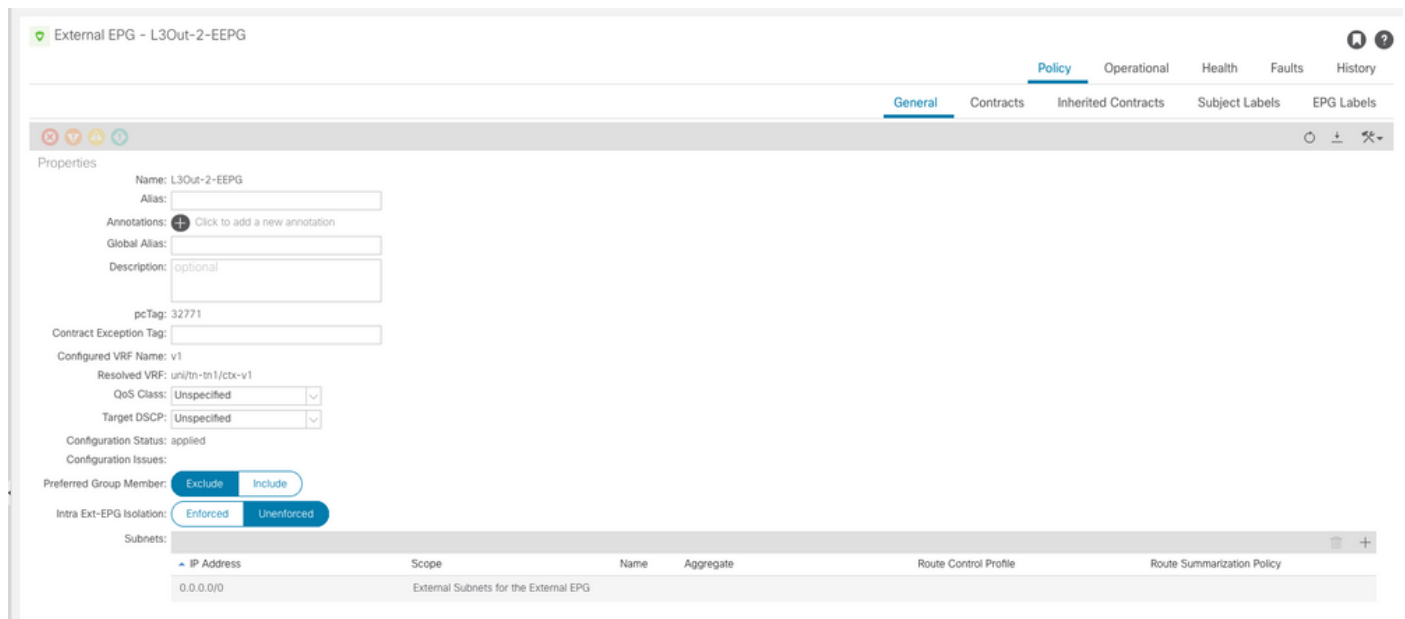 External EPG - L3Out-2-EEPG
Policy Operational Health Faults History
General Contracts Inherited Contracts Subject Labels EPG Labels
Properties
Name: L3Out-2-EEPG
Alias:
Annotations: Click to add a new annotation
Global Alias:
Description: optional
pcTag: 32771
Contract Exception Tag:
Configured VRF Name: v1
Resolved VRF: uni/tn-tn1/ctx-v1
QoS Class: Unspecified
Target DSCP: Unspecified
Configuration Status: applied
Configuration Issues:
Preferred Group Member: Exclude Include
Intra Ext-EPG Isolation: Enforced Unenforced
Subnets:
IP Address Scope Name Aggregate Route Control Profile Route Summarization Policy
0.0.0.0/0 External Subnets for the External EPG